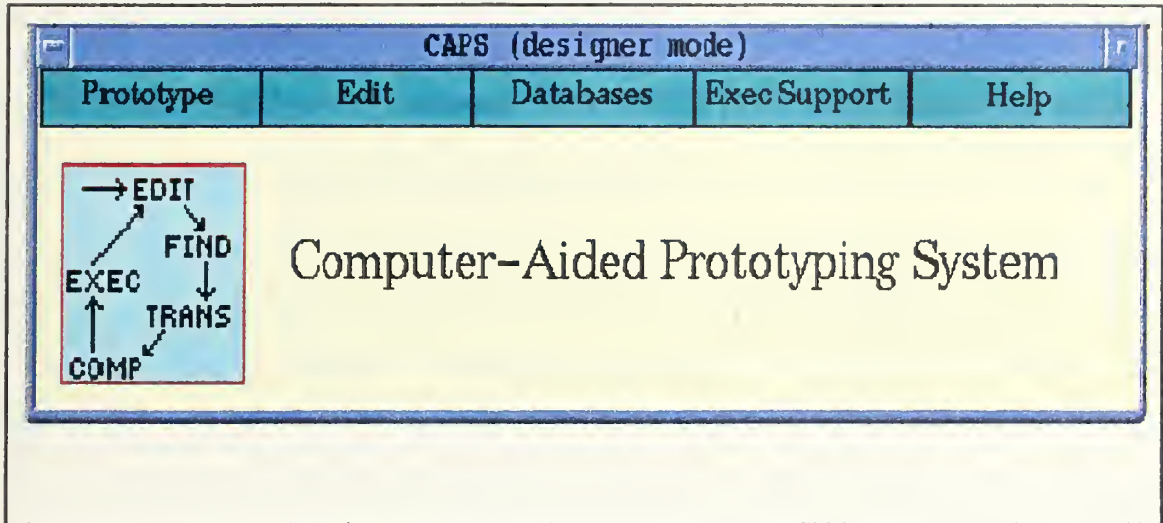 CAPS (designer mode)
Prototype Edit Databases Exec Support Help
EDIT
FIND
EXEC
TRANS
COMP
Computer-Aided Prototyping System